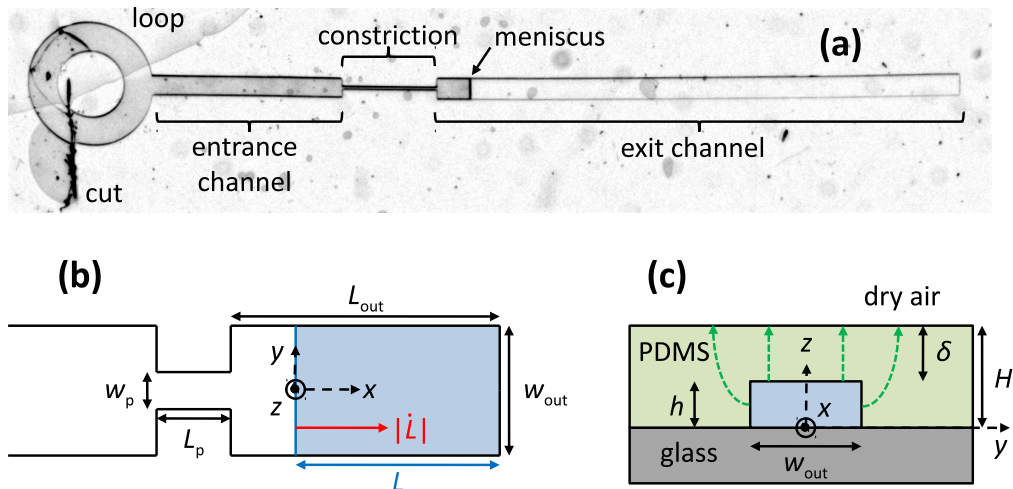 loop
constriction
meniscus
(a)
entrance
channel
exit channel
cut
(b)
L_out
w_p
y
x
z
w_out
|L̇|
L_p
L
(c)
dry air
PDMS
z
δ
H
h
x
glass
w_out
y